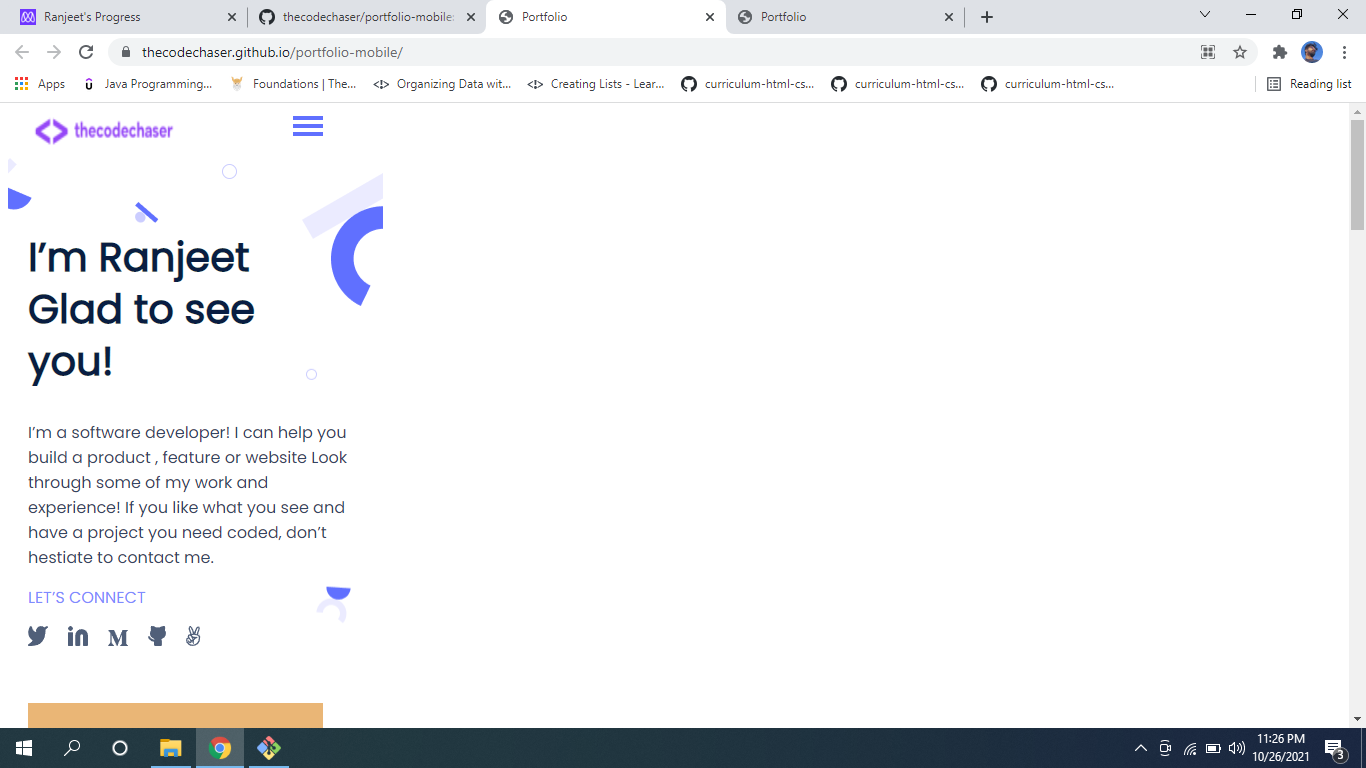 Ranjeet's Progress
thecodechaser/portfolio-mobile:
Portfolio
Portfolio
thecodechaser.github.io/portfolio-mobile/
Apps
Java Programming...
Foundations | The...
Organizing Data wit...
Creating Lists - Lear...
curriculum-html-cs...
curriculum-html-cs...
curriculum-html-cs...
Reading list
thecodechaser
I’m Ranjeet
Glad to see
you!
I’m a software developer! I can help you
build a product , feature or website Look
through some of my work and
experience! If you like what you see and
have a project you need coded, don’t
hestiate to contact me.
LET’S CONNECT
11:26 PM
10/26/2021
3